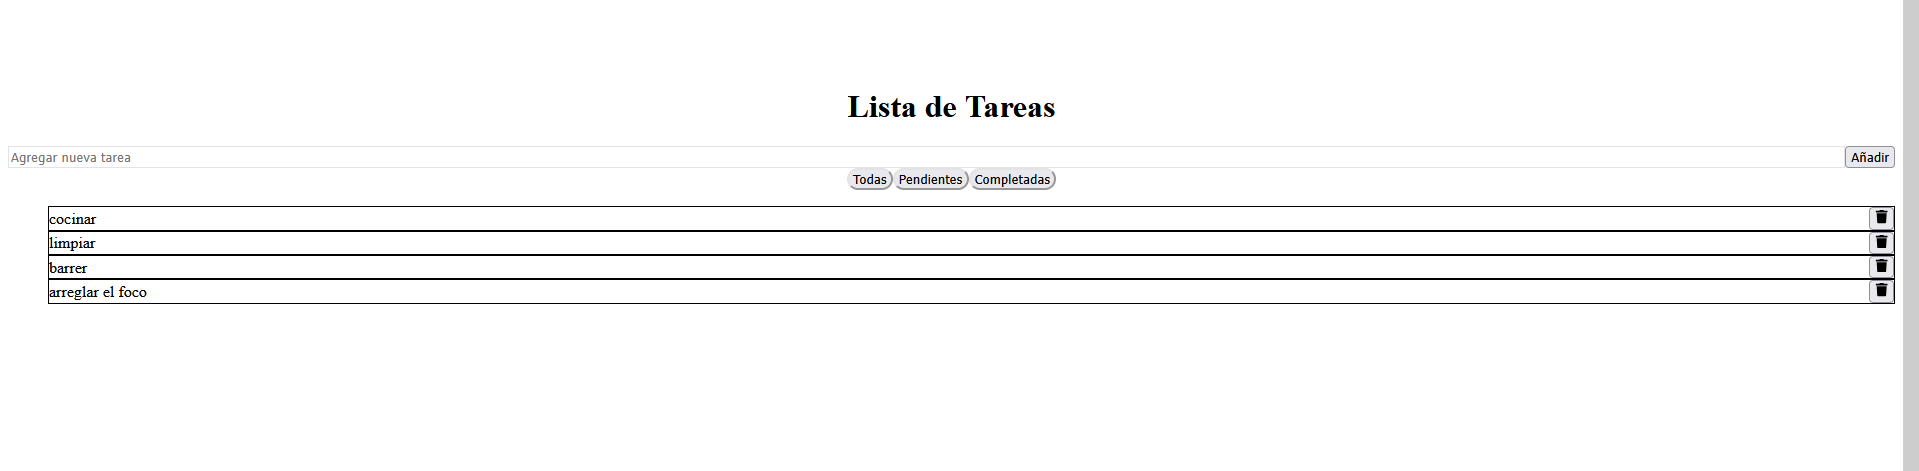 Lista de Tareas
Agregar nueva tarea
Añadir
Todas Pendientes Completadas
cocinar
limpiar
barrer
arreglar el foco